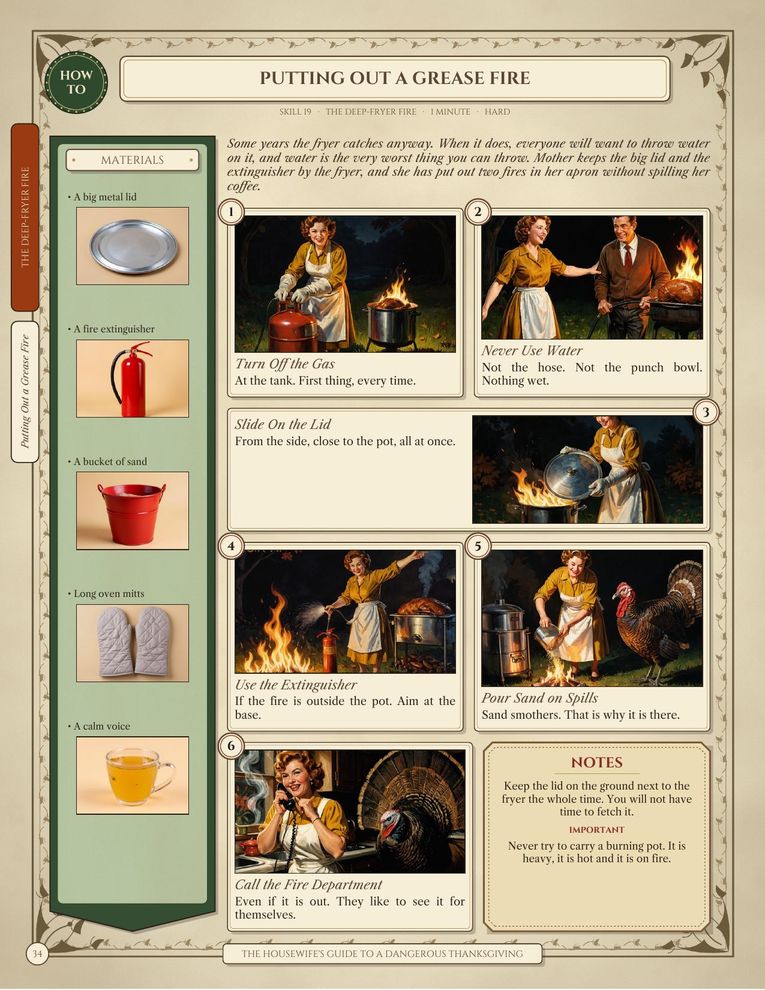 HOW
TO
PUTTING OUT A GREASE FIRE
SKILL 19 · THE DEEP-FRYER FIRE · 1 MINUTE · HARD
THE DEEP-FRYER FIRE
Putting Out a Grease Fire
MATERIALS
• A big metal lid
• A fire extinguisher
• A bucket of sand
• Long oven mitts
• A calm voice
Some years the fryer catches anyway. When it does, everyone will want to throw water
on it, and water is the very worst thing you can throw. Mother keeps the big lid and the
extinguisher by the fryer, and she has put out two fires in her apron without spilling her
coffee.
1
Turn Off the Gas
At the tank. First thing, every time.
2
Never Use Water
Not the hose. Not the punch bowl.
Nothing wet.
3
Slide On the Lid
From the side, close to the pot, all at once.
4
Use the Extinguisher
If the fire is outside the pot. Aim at the
base.
5
Pour Sand on Spills
Sand smothers. That is why it is there.
6
Call the Fire Department
Even if it is out. They like to see it for
themselves.
NOTES
Keep the lid on the ground next to the
fryer the whole time. You will not have
time to fetch it.
IMPORTANT
Never try to carry a burning pot. It is
heavy, it is hot and it is on fire.
34
THE HOUSEWIFE'S GUIDE TO A DANGEROUS THANKSGIVING